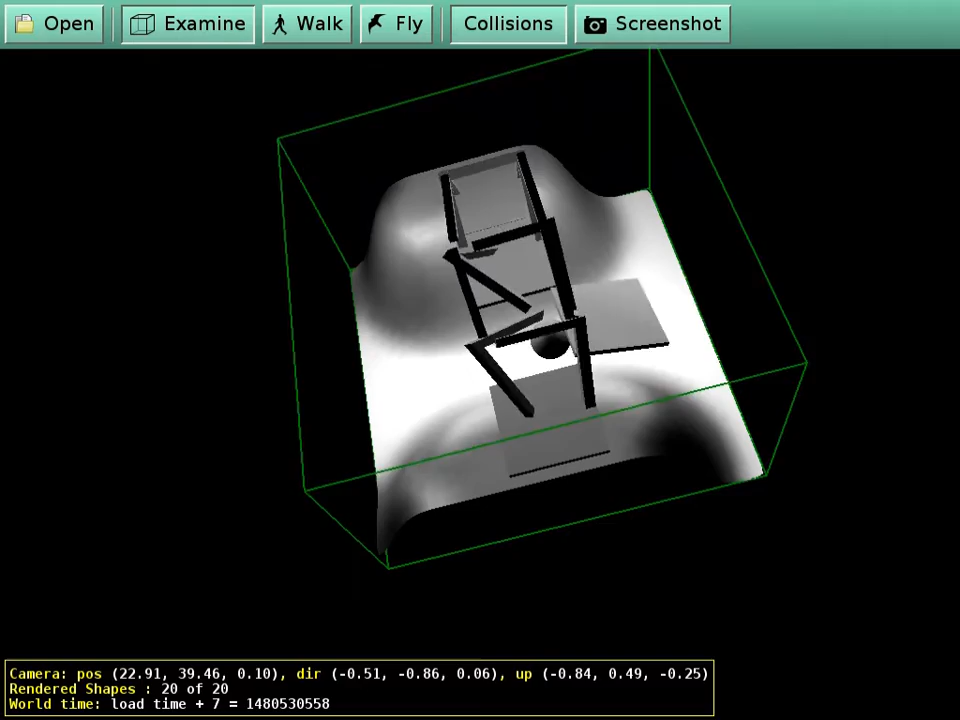 Open Examine Walk Fly Collisions Screenshot
Camera: pos (22.91, 39.46, 0.10), dir (-0.51, -0.86, 0.06), up (-0.84, 0.49, -0.25)
Rendered Shapes : 20 of 20
World time: load time + 7 = 1480530558